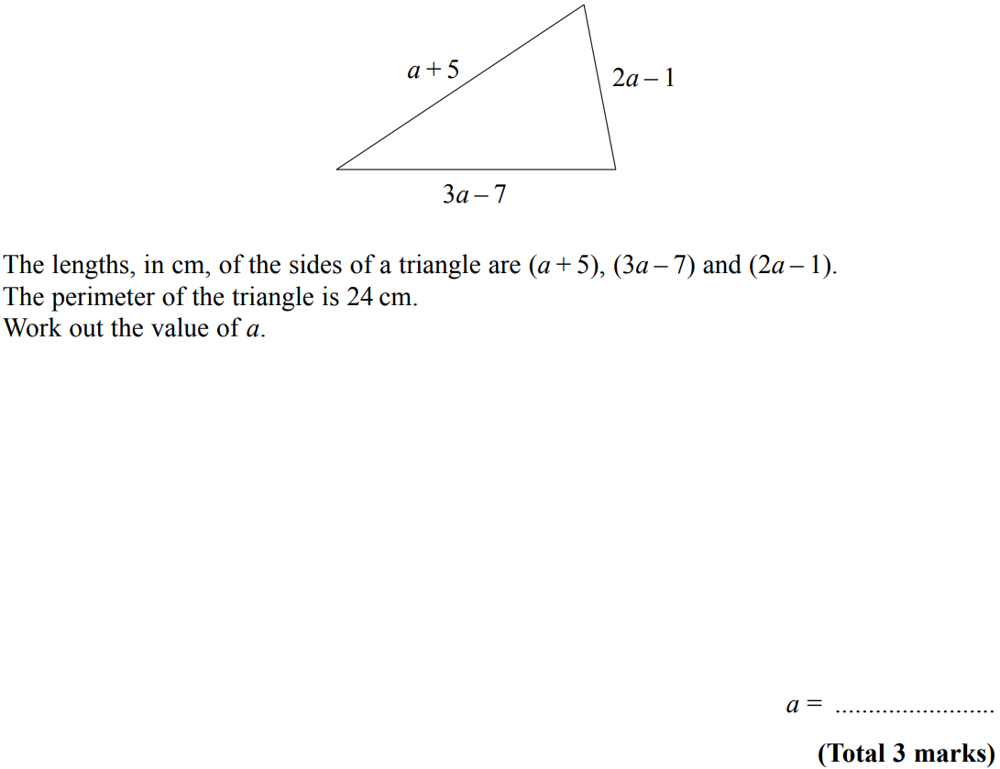 a + 5
2a – 1
3a – 7
The lengths, in cm, of the sides of a triangle are (a + 5), (3a – 7) and (2a – 1).
The perimeter of the triangle is 24 cm.
Work out the value of a.
a = ........................
(Total 3 marks)